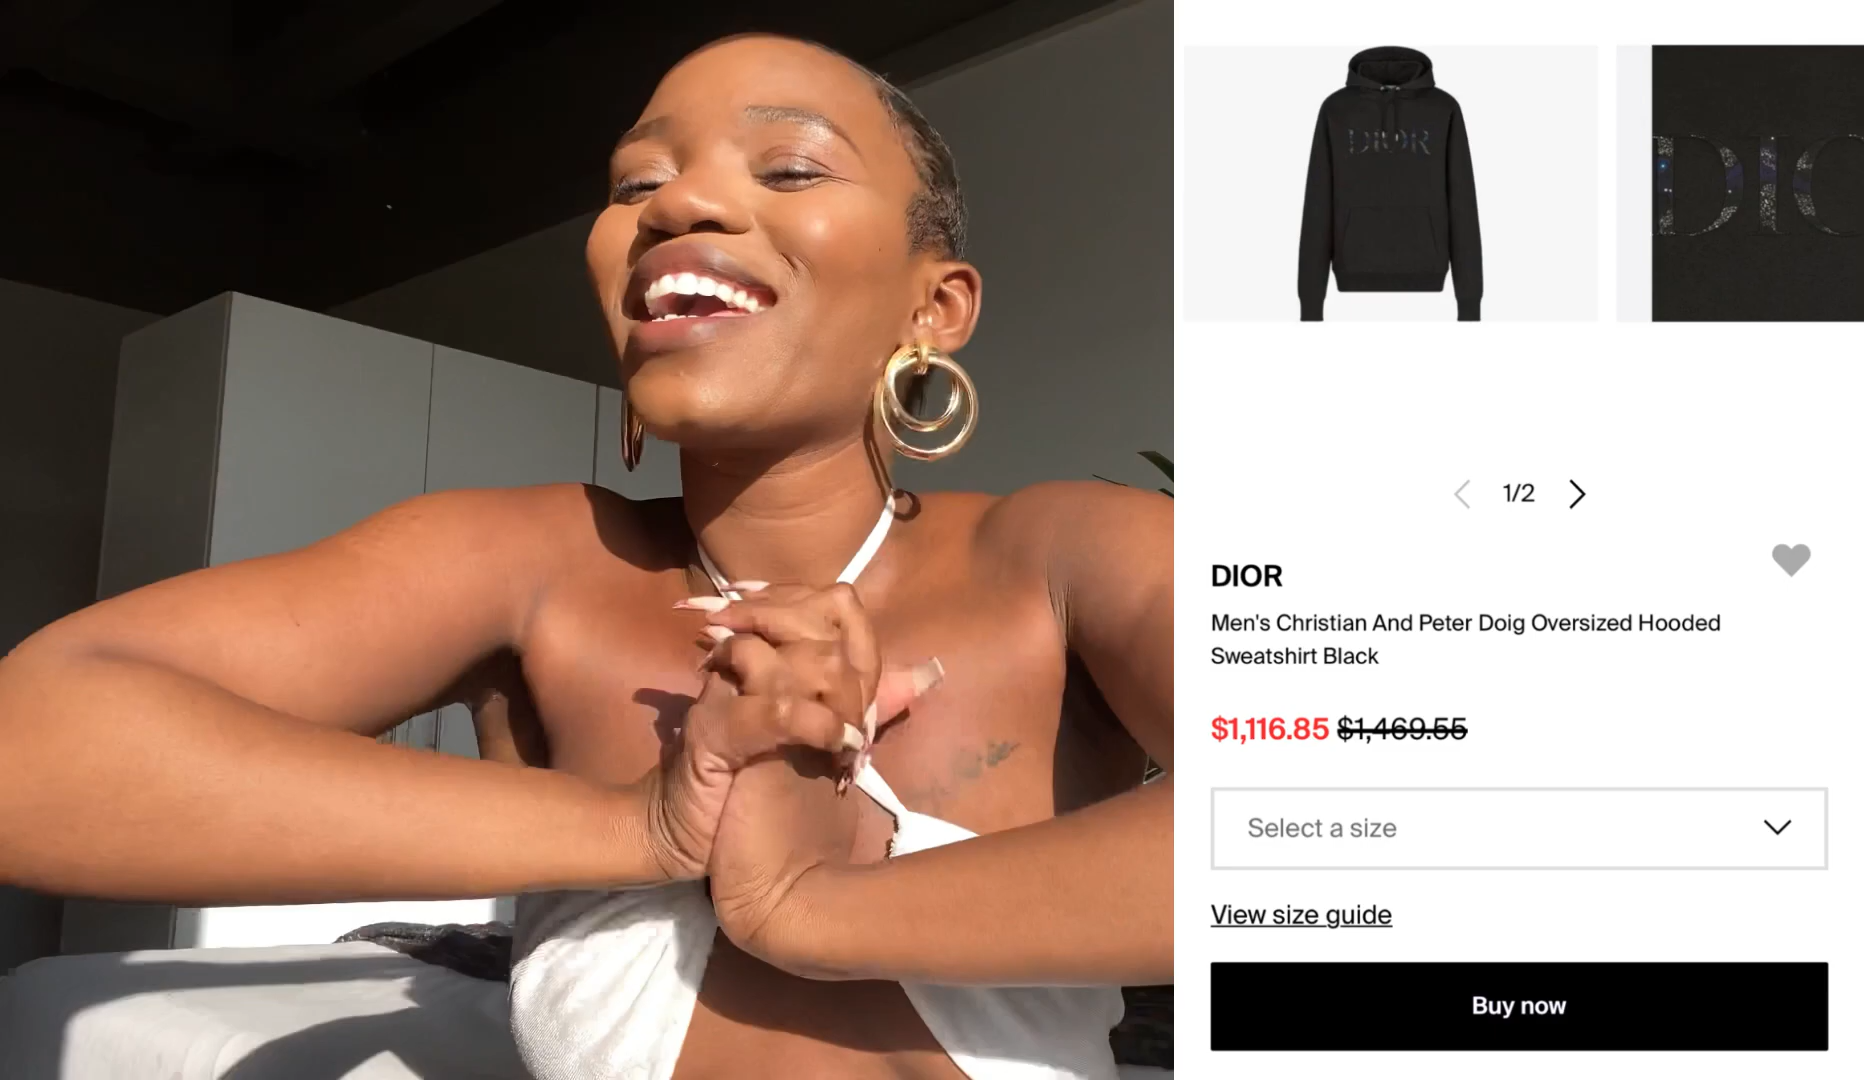 DIOR
DIO
1/2
DIOR
Men's Christian And Peter Doig Oversized Hooded
Sweatshirt Black
$1,116.85 $1,469.55
Select a size
View size guide
Buy now